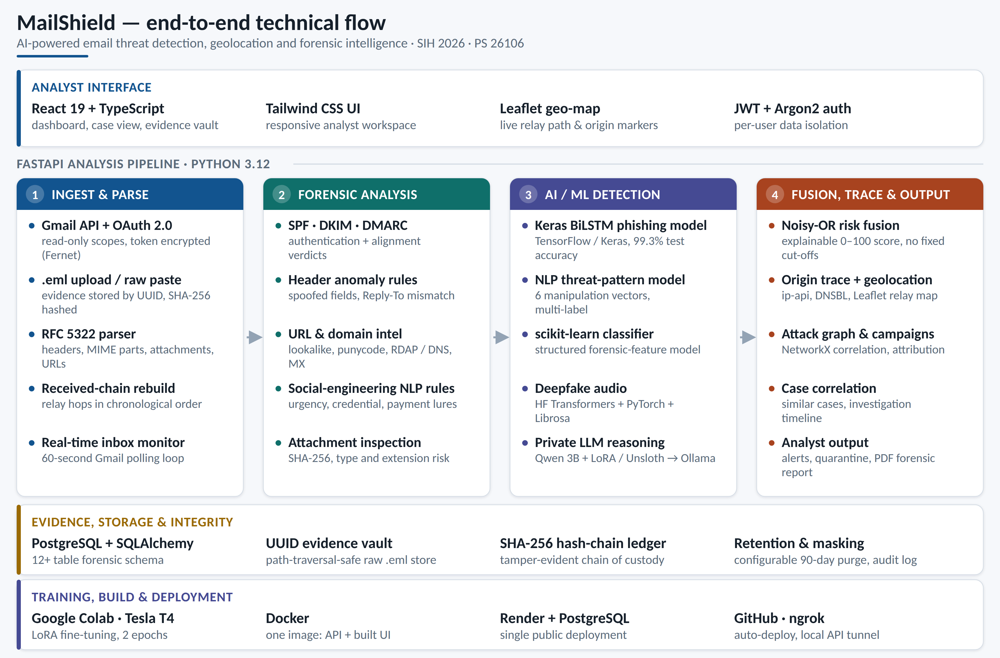 MailShield — end-to-end technical flow
AI-powered email threat detection, geolocation and forensic intelligence · SIH 2026 · PS 26106
ANALYST INTERFACE
React 19 + TypeScript
dashboard, case view, evidence vault
Tailwind CSS UI
responsive analyst workspace
Leaflet geo-map
live relay path & origin markers
JWT + Argon2 auth
per-user data isolation
FASTAPI ANALYSIS PIPELINE · PYTHON 3.12
1 INGEST & PARSE
Gmail API + OAuth 2.0
read-only scopes, token encrypted
(Fernet)
.eml upload / raw paste
evidence stored by UUID, SHA-256
hashed
RFC 5322 parser
headers, MIME parts, attachments,
URLs
Received-chain rebuild
relay hops in chronological order
Real-time inbox monitor
60-second Gmail polling loop
2 FORENSIC ANALYSIS
SPF · DKIM · DMARC
authentication + alignment
verdicts
Header anomaly rules
spoofed fields, Reply-To mismatch
URL & domain intel
lookalike, punycode, RDAP / DNS,
MX
Social-engineering NLP rules
urgency, credential, payment lures
Attachment inspection
SHA-256, type and extension risk
3 AI / ML DETECTION
Keras BiLSTM phishing model
TensorFlow / Keras, 99.3% test
accuracy
NLP threat-pattern model
6 manipulation vectors,
multi-label
scikit-learn classifier
structured forensic-feature model
Deepfake audio
HF Transformers + PyTorch +
Librosa
Private LLM reasoning
Qwen 3B + LoRA / Unsloth → Ollama
4 FUSION, TRACE & OUTPUT
Noisy-OR risk fusion
explainable 0–100 score, no fixed
cut-offs
Origin trace + geolocation
ip-api, DNSBL, Leaflet relay map
Attack graph & campaigns
NetworkX correlation, attribution
Case correlation
similar cases, investigation
timeline
Analyst output
alerts, quarantine, PDF forensic
report
EVIDENCE, STORAGE & INTEGRITY
PostgreSQL + SQLAlchemy
12+ table forensic schema
UUID evidence vault
path-traversal-safe raw .eml store
SHA-256 hash-chain ledger
tamper-evident chain of custody
Retention & masking
configurable 90-day purge, audit log
TRAINING, BUILD & DEPLOYMENT
Google Colab · Tesla T4
LoRA fine-tuning, 2 epochs
Docker
one image: API + built UI
Render + PostgreSQL
single public deployment
GitHub · ngrok
auto-deploy, local API tunnel